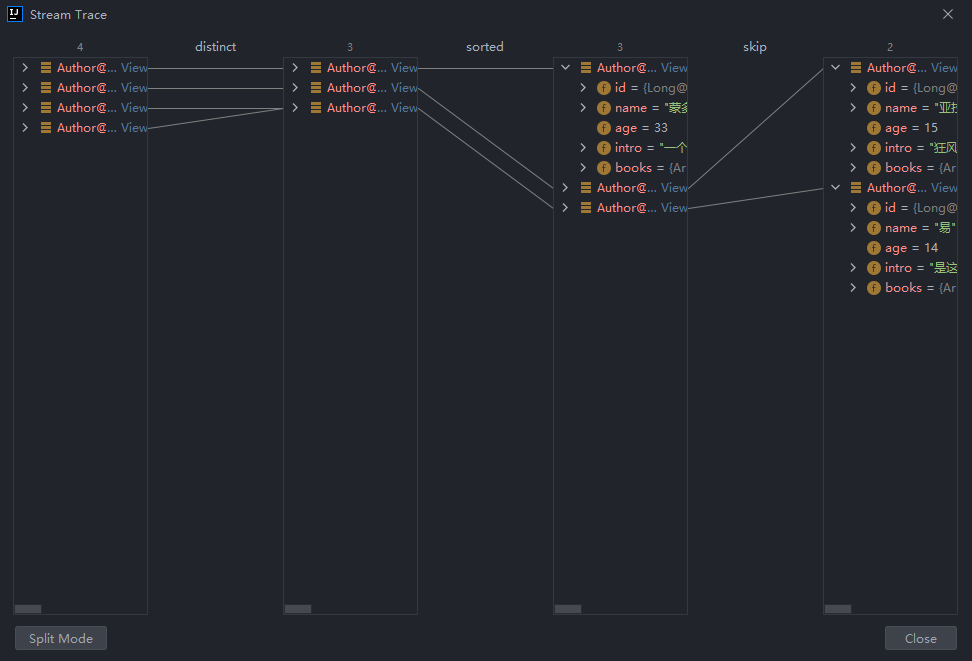 IJ Stream Trace
4 distinct 3 sorted 3 skip 2
Author@... View
Author@... View
Author@... View
Author@... View
Author@... View
Author@... View
Author@... View
Author@... View
id = {Long@
name = "蒙多
age = 33
intro = "一个
books = {Ar
Author@... View
Author@... View
Author@... View
id = {Long@
name = "亚拉
age = 15
intro = "狂风
books = {Ar
Author@... View
id = {Long@
name = "易"
age = 14
intro = "是这
books = {Ar
Split Mode
Close